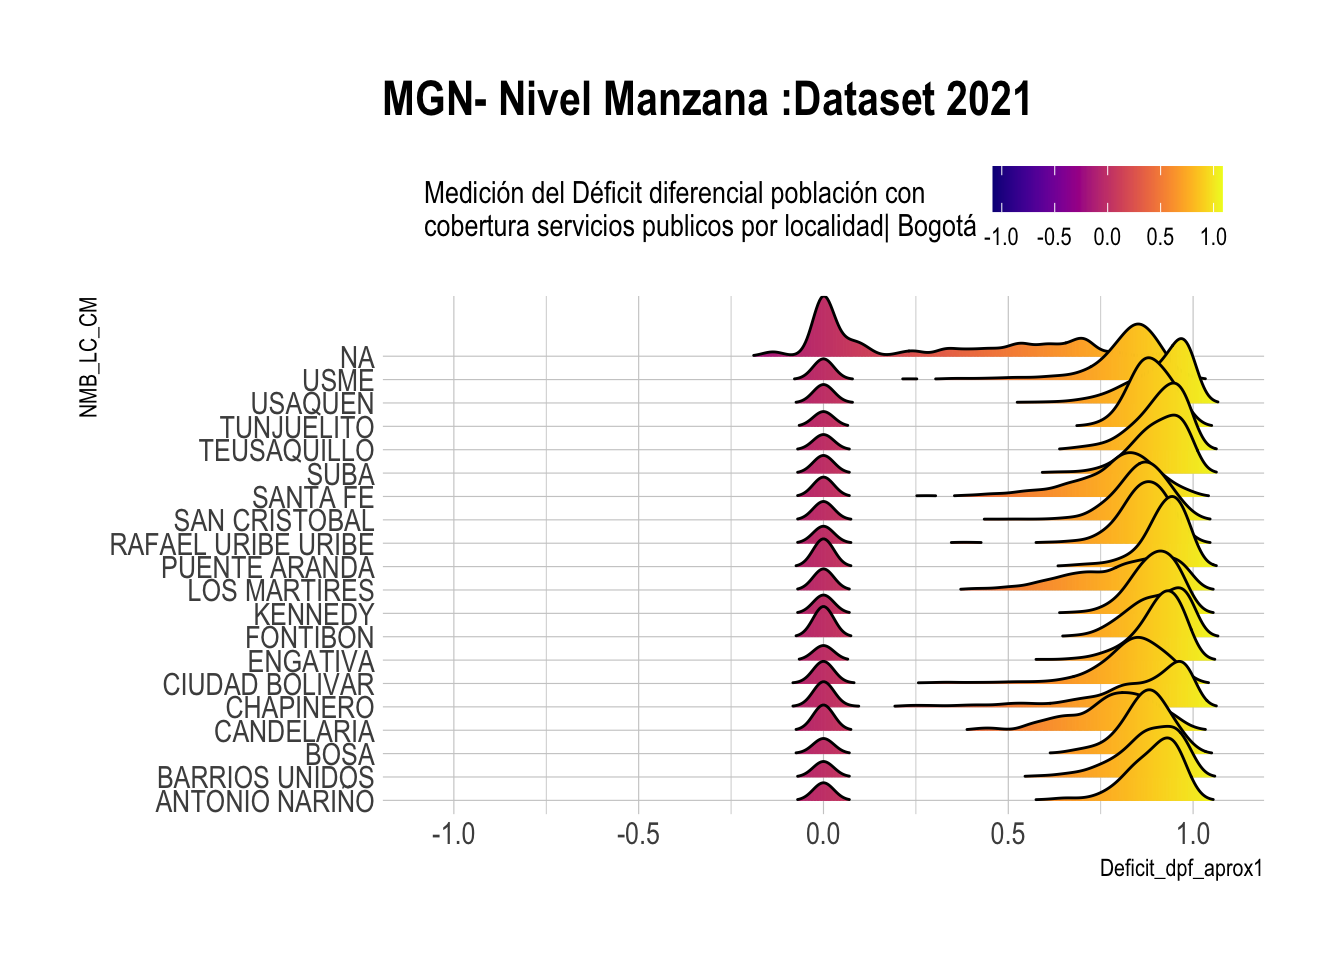 MGN- Nivel Manzana :Dataset 2021
Medición del Déficit diferencial población con
cobertura servicios publicos por localidad| Bogotá
-1.0 -0.5 0.0 0.5 1.0
NMB_LC_CM
NA
USME
USAQUEN
TUNJUELITO
TEUSAQUILLO
SUBA
SANTA FE
SAN CRISTOBAL
RAFAEL URIBE URIBE
PUENTE ARANDA
LOS MARTIRES
KENNEDY
FONTIBON
ENGATIVA
CIUDAD BOLIVAR
CHAPINERO
CANDELARIA
BOSA
BARRIOS UNIDOS
ANTONIO NARIÑO
-1.0 -0.5 0.0 0.5 1.0
Deficit_dpf_aprox1